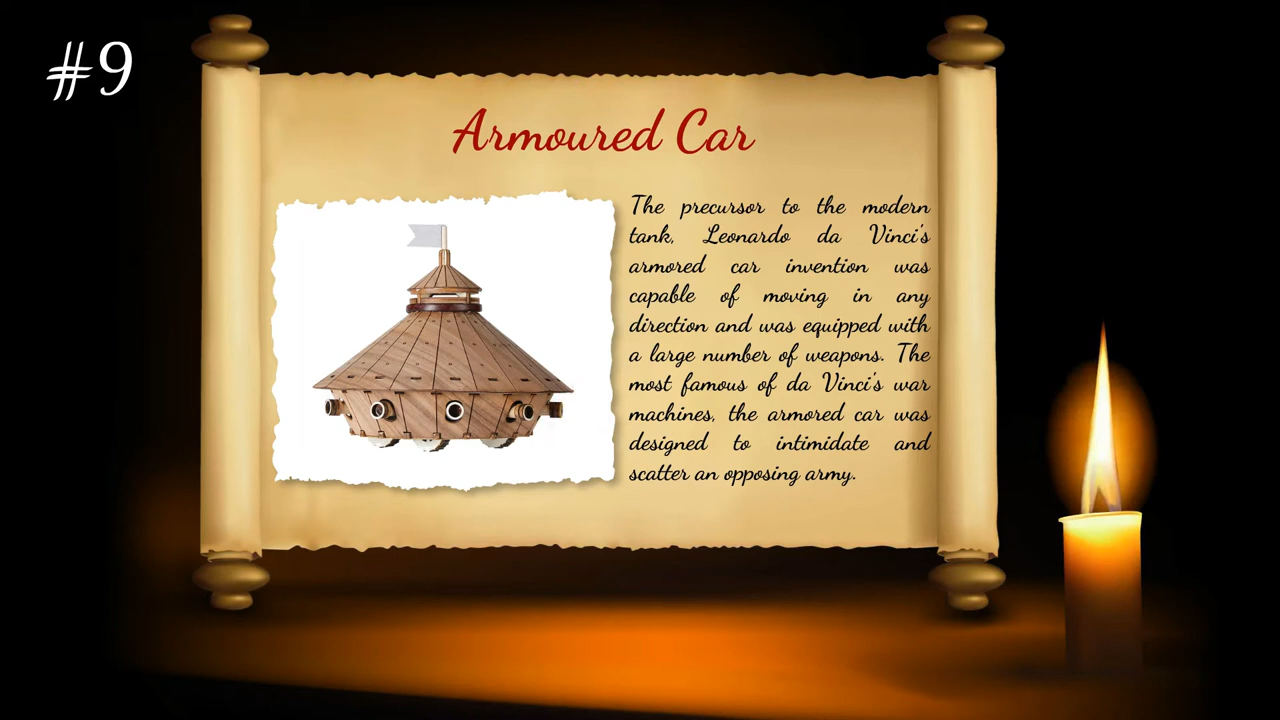 #9
Armoured Car
The precursor to the modern
tank, Leonardo da Vinci's
armored car invention was
capable of moving in any
direction and was equipped with
a large number of weapons. The
most famous of da Vinci's war
machines, the armored car was
designed to intimidate and
scatter an opposing army.